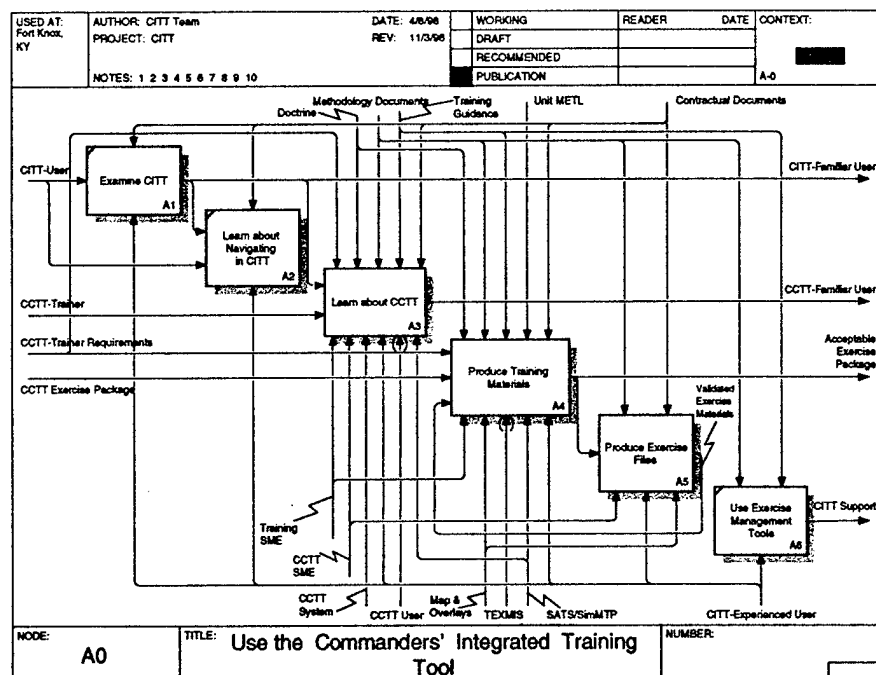 USED AT:
Fort Knox,
KY
AUTHOR: CITT Team
PROJECT: CITT
NOTES: 1 2 3 4 5 6 7 8 9 10
DATE: 4/8/98
REV: 11/3/98
WORKING
DRAFT
RECOMMENDED
PUBLICATION
READER DATE
CONTEXT:
A-0
Methodology Documents
Doctrine
Training
Guidance
Unit METL
Contractual Documents
CITT-User
Examine CITT
A1
CITT-Familiar User
Learn about
Navigating
in CITT
A2
CCTT-Trainer
Learn about CCTT
A3
CCTT-Familiar User
CCTT-Trainer Requirements
CCTT Exercise Package
Produce Training
Materials
A4
Acceptable
Exercise
Package
Validated
Exercise
Materials
Produce Exercise
Files
A5
Use Exercise
Management
Tools
A6
CITT Support
Training
SME
CCTT
SME
CCTT
System
CCTT User
Map &
Overlays
TEXMIS
SATS/SimMTP
CITT-Experienced User
NODE:
A0
TITLE:
Use the Commanders' Integrated Training
Tool
NUMBER: